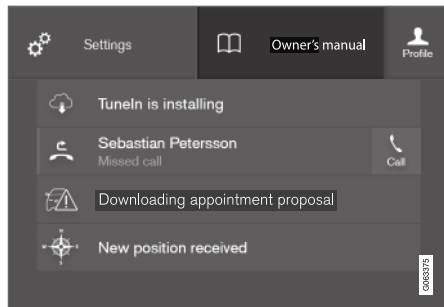 Settings
Owner's manual
Profile
TuneIn is installing
Sebastian Petersson
Missed call
Call
Downloading appointment proposal
New position received
G063375